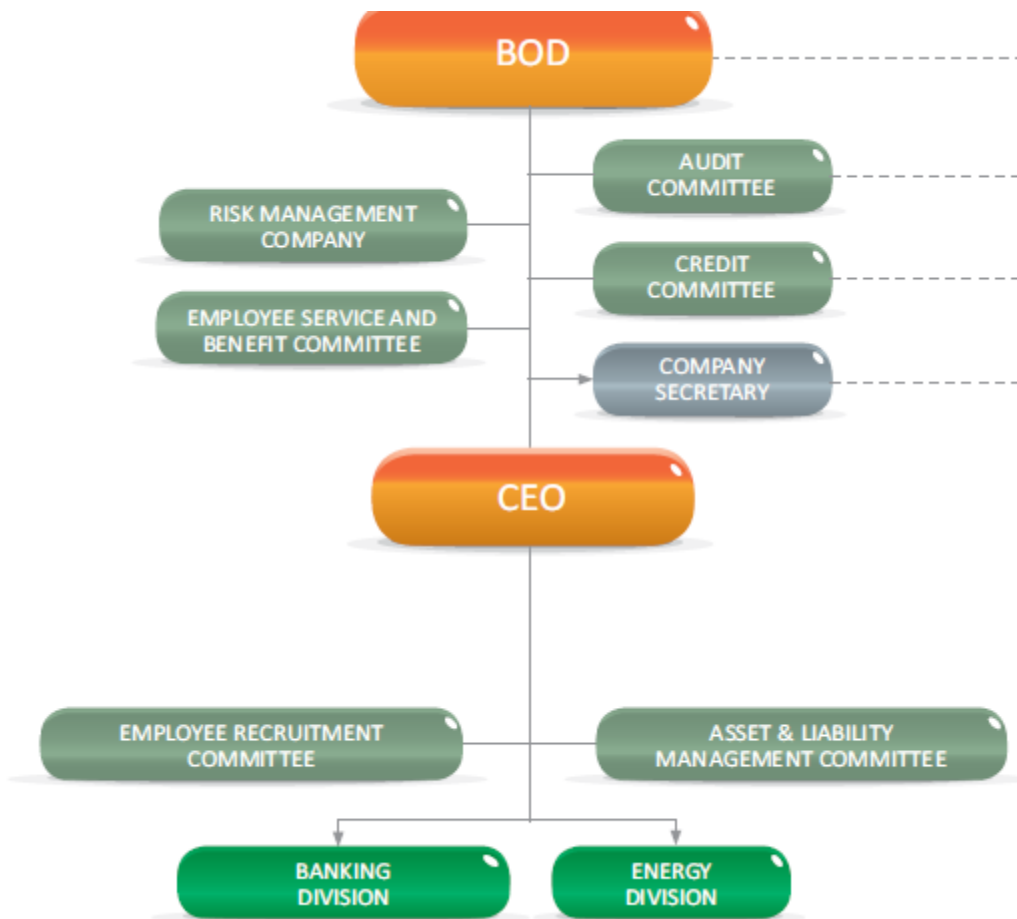 BOD
AUDIT
COMMITTEE
RISK MANAGEMENT
COMPANY
CREDIT
COMMITTEE
EMPLOYEE SERVICE AND
BENEFIT COMMITTEE
COMPANY
SECRETARY
CEO
EMPLOYEE RECRUITMENT
COMMITTEE
ASSET & LIABILITY
MANAGEMENT COMMITTEE
BANKING
DIVISION
ENERGY
DIVISION